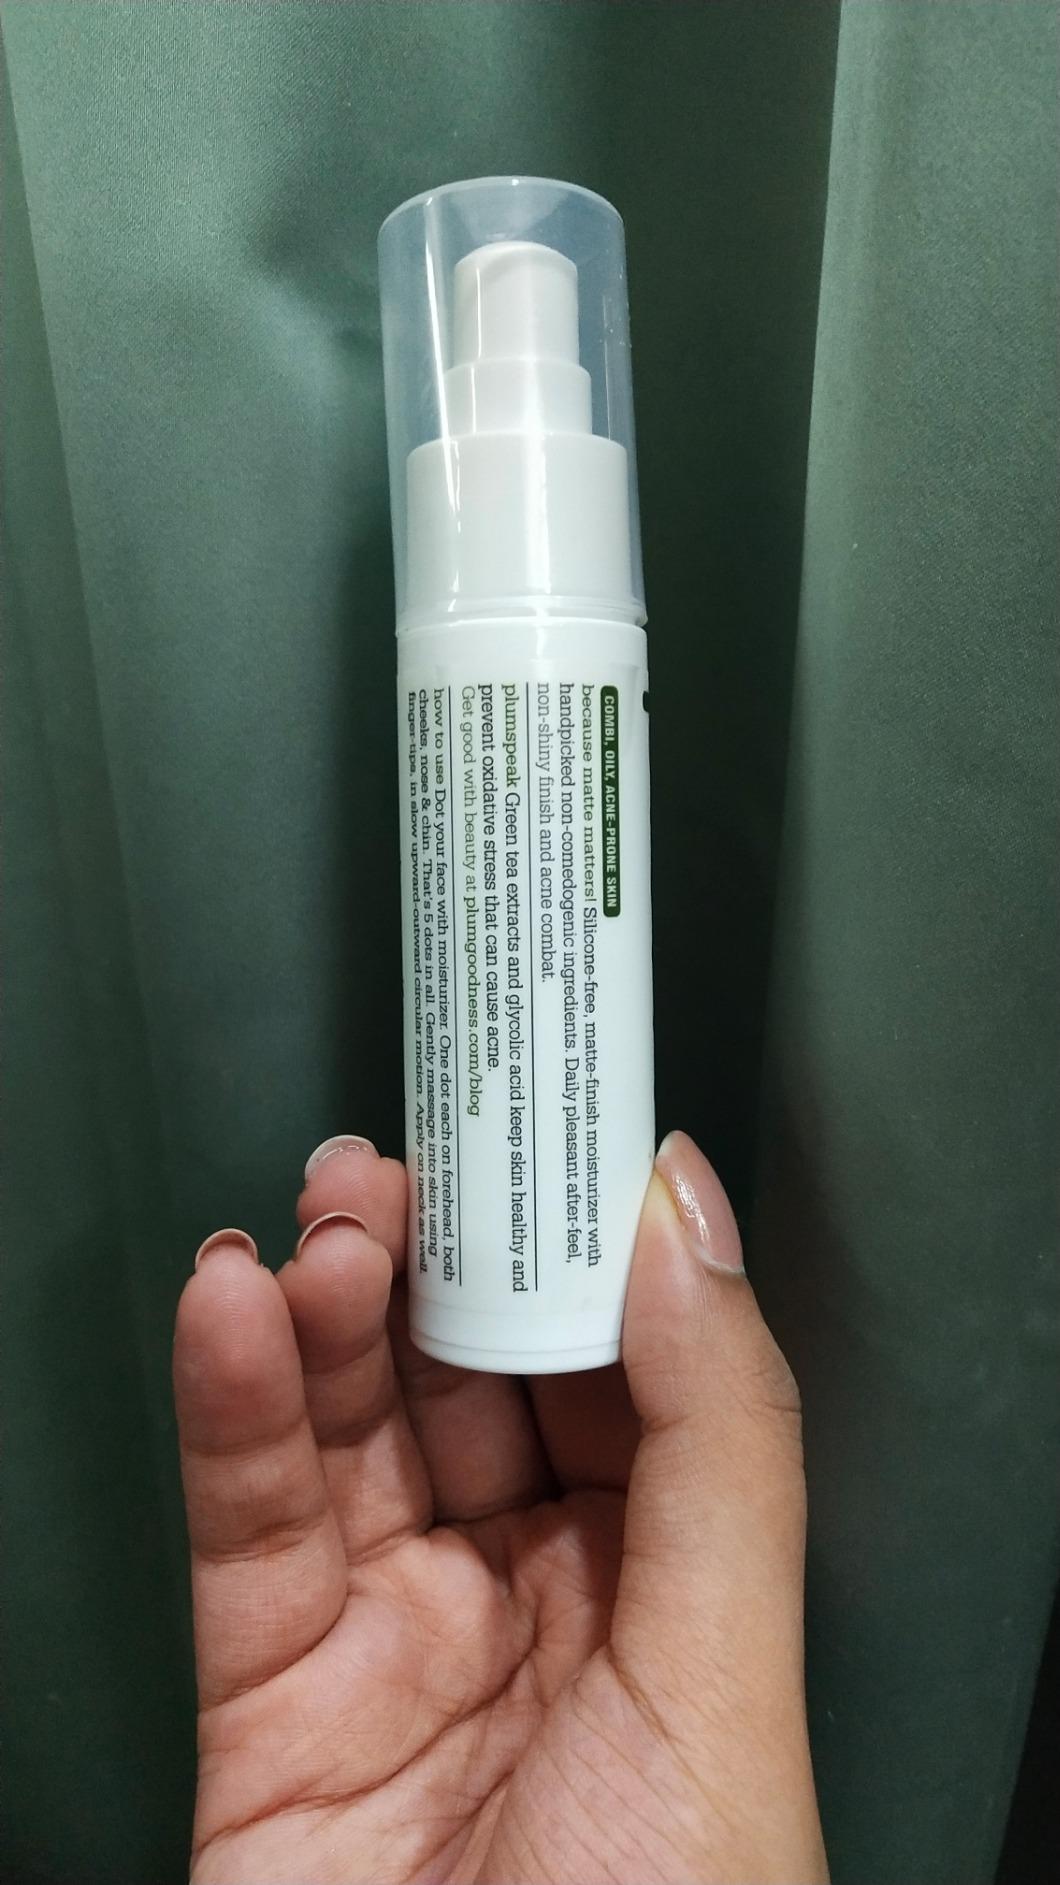 COMBI, OILY, ACNE-PRONE SKIN
because matte matters! Silicone-free, matte-finish moisturizer with
handpicked non-comedogenic ingredients. Daily pleasant after-feel,
non-shiny finish and acne combat.
plumspeak Green tea extracts and glycolic acid keep skin healthy and
prevent oxidative stress that can cause acne.
Get good with beauty at plumgoodness.com/blog
how to use Dot your face with moisturizer. One dot each on forehead, both
cheeks, nose & chin. That's 5 dots in all. Gently massage into skin using
finger-tips, in slow upward-outward circular motion. Apply on neck as well.